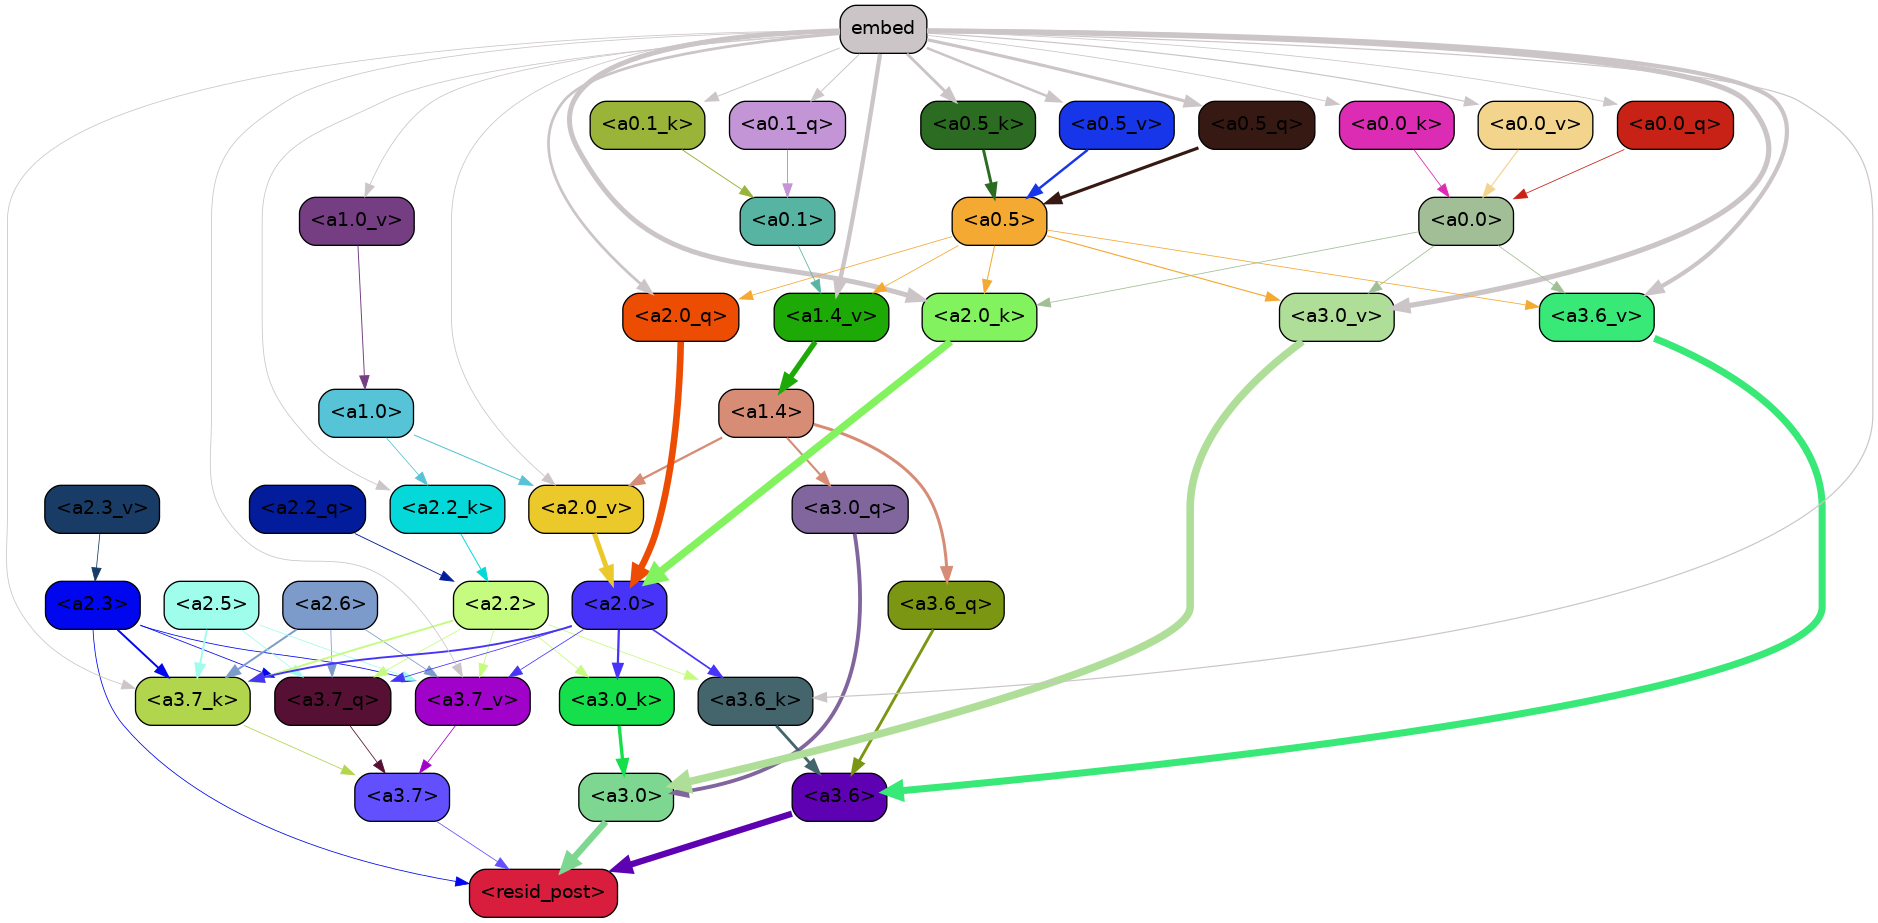 embed
<a0.1_k>
<a0.1_q>
<a0.5_k>
<a0.5_v>
<a0.5_q>
<a0.0_k>
<a0.0_v>
<a0.0_q>
<a1.0_v>
<a0.1>
<a0.5>
<a0.0>
<a2.0_q>
<a1.4_v>
<a2.0_k>
<a3.0_v>
<a3.6_v>
<a1.0>
<a1.4>
<a2.3_v>
<a2.2_q>
<a2.2_k>
<a2.0_v>
<a3.0_q>
<a2.3>
<a2.5>
<a2.6>
<a2.2>
<a2.0>
<a3.6_q>
<a3.7_k>
<a3.7_q>
<a3.7_v>
<a3.0_k>
<a3.6_k>
<a3.7>
<a3.0>
<a3.6>
<resid_post>